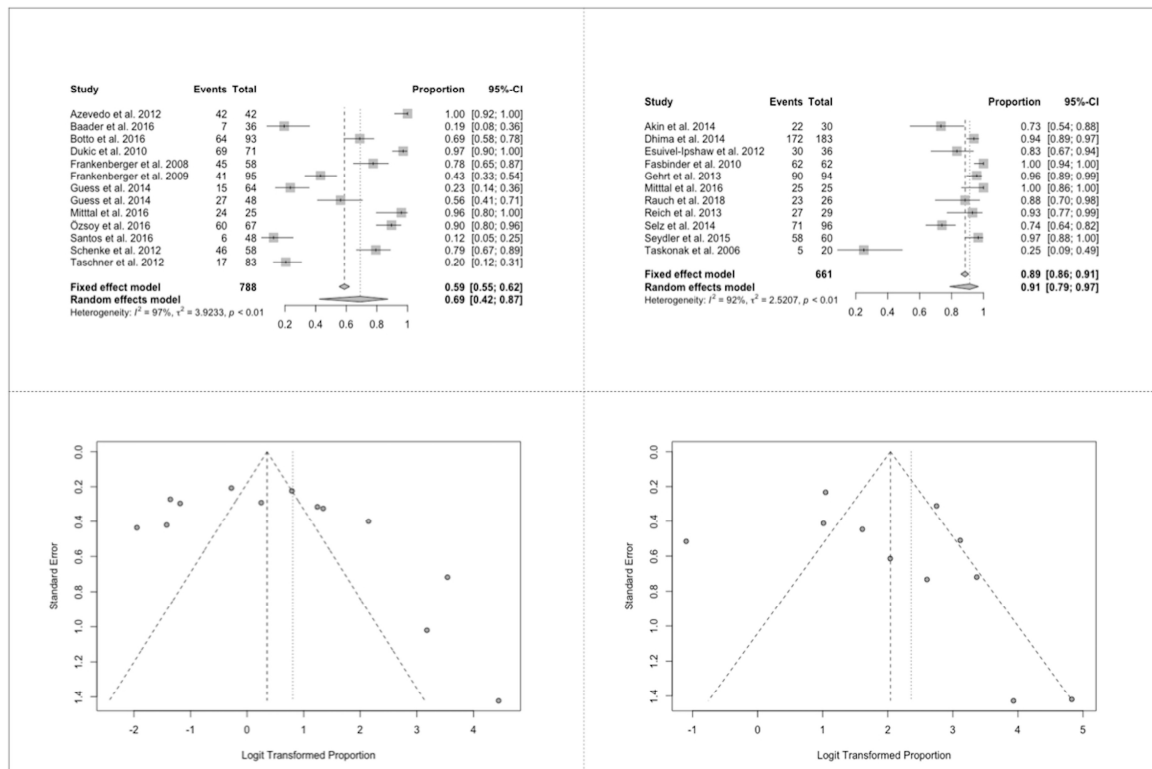 Study Events Total Proportion 95%-CI
Azevedo et al. 2012 42 42 1.00 [0.92; 1.00]
Baader et al. 2016 7 36 0.19 [0.08; 0.36]
Botto et al. 2016 64 93 0.69 [0.58; 0.78]
Dukic et al. 2010 69 71 0.97 [0.90; 1.00]
Frankenberger et al. 2008 45 58 0.78 [0.65; 0.87]
Frankenberger et al. 2009 41 95 0.43 [0.33; 0.54]
Guess et al. 2014 15 64 0.23 [0.14; 0.36]
Guess et al. 2014 27 48 0.56 [0.41; 0.71]
Mitttal et al. 2016 24 25 0.96 [0.80; 1.00]
Özsoy et al. 2016 60 67 0.90 [0.80; 0.96]
Santos et al. 2016 6 48 0.12 [0.05; 0.25]
Schenke et al. 2012 46 58 0.79 [0.67; 0.89]
Taschner et al. 2012 17 83 0.20 [0.12; 0.31]
Fixed effect model 788 0.59 [0.55; 0.62]
Random effects model 0.69 [0.42; 0.87]
Heterogeneity: I² = 97%, τ² = 3.9233, p < 0.01
0.2 0.4 0.6 0.8 1
Study Events Total Proportion 95%-CI
Akin et al. 2014 22 30 0.73 [0.54; 0.88]
Dhima et al. 2014 172 183 0.94 [0.89; 0.97]
Esuivel-Ipshaw et al. 2012 30 36 0.83 [0.67; 0.94]
Fasbinder et al. 2010 62 62 1.00 [0.94; 1.00]
Gehrt et al. 2013 90 94 0.96 [0.89; 0.99]
Mitttal et al. 2016 25 25 1.00 [0.86; 1.00]
Rauch et al. 2018 23 26 0.88 [0.70; 0.98]
Reich et al. 2013 27 29 0.93 [0.77; 0.99]
Selz et al. 2014 71 96 0.74 [0.64; 0.82]
Seydler et al. 2015 58 60 0.97 [0.88; 1.00]
Taskonak et al. 2006 5 20 0.25 [0.09; 0.49]
Fixed effect model 661 0.89 [0.86; 0.91]
Random effects model 0.91 [0.79; 0.97]
Heterogeneity: I² = 92%, τ² = 2.5207, p < 0.01
0.2 0.4 0.6 0.8 1
Standard Error
0.0
0.2
0.4
0.6
0.8
1.0
1.2
1.4
-2 -1 0 1 2 3 4
Logit Transformed Proportion
Standard Error
0.0
0.2
0.4
0.6
0.8
1.0
1.2
1.4
-1 0 1 2 3 4 5
Logit Transformed Proportion